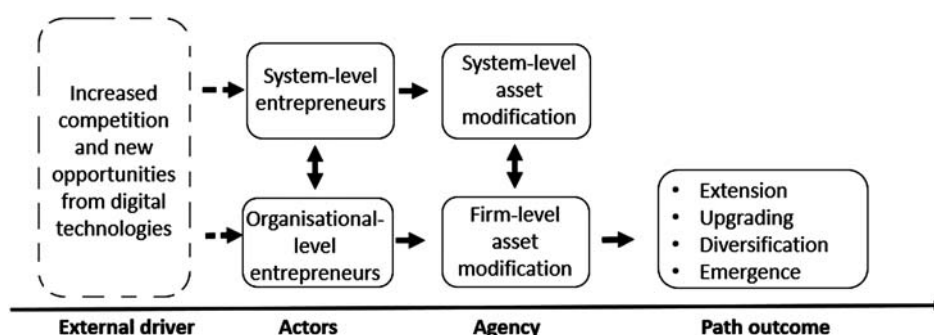 Increased
competition
and new
opportunities
from digital
technologies
System-level
entrepreneurs
System-level
asset
modification
Organisational-
level
entrepreneurs
Firm-level
asset
modification
• Extension
• Upgrading
• Diversification
• Emergence
External driver
Actors
Agency
Path outcome